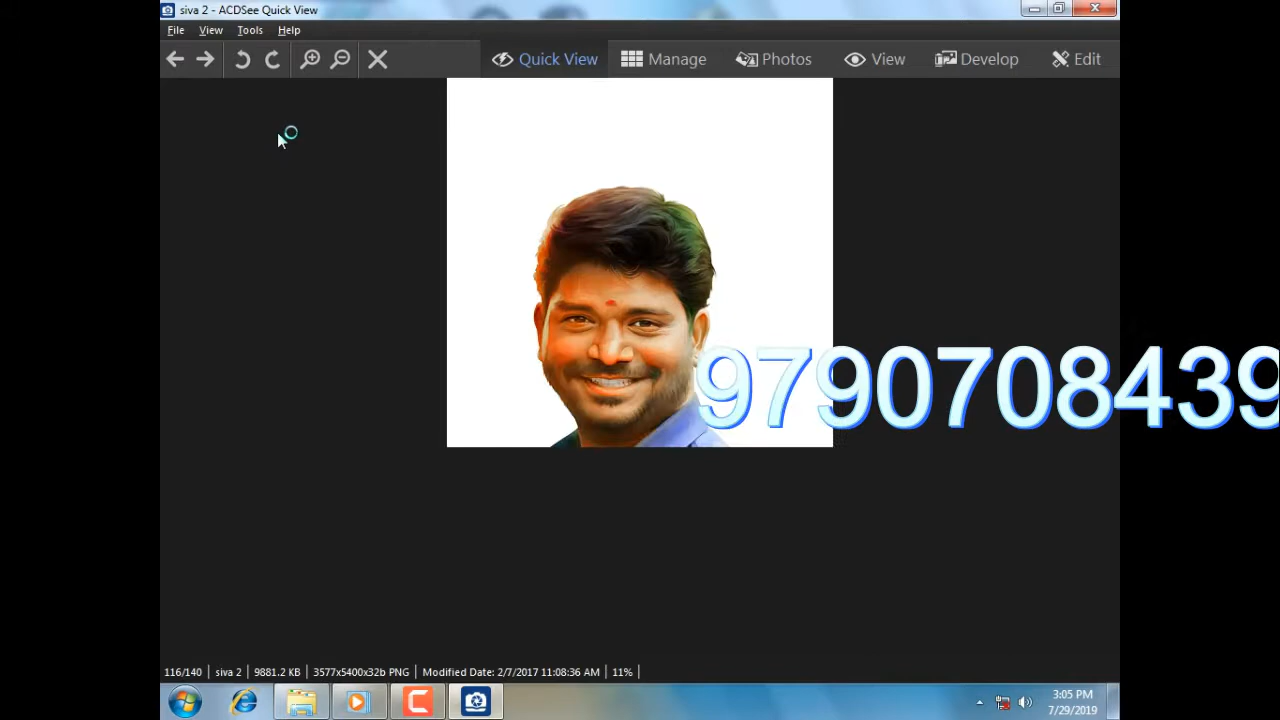 siva 2 - ACDSee Quick View
File View Tools Help
Quick View Manage Photos View Develop Edit
9790708439
116/140 siva 2 9881.2 KB 3577x5400x32b PNG Modified Date: 2/7/2017 11:08:36 AM 11%
3:05 PM
7/29/2019